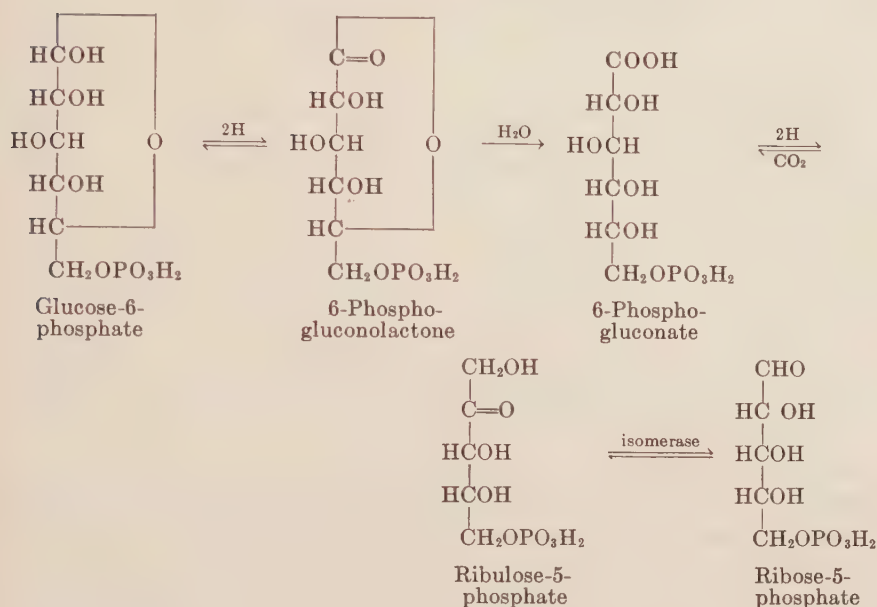 HCOH C=O COOH
HCOH HCOH HCOH
HOCH O 2H HOCH O H₂O HOCH 2H CO₂
HCOH HCOH HCOH
HC HC HCOH
CH₂OPO₃H₂ CH₂OPO₃H₂ CH₂OPO₃H₂
Glucose-6- 6-Phospho- 6-Phospho-
phosphate gluconolactone gluconate
CH₂OH CHO
C=O HC OH
HCOH isomerase HCOH
HCOH HCOH
CH₂OPO₃H₂ CH₂OPO₃H₂
Ribulose-5- Ribose-5-
phosphate phosphate